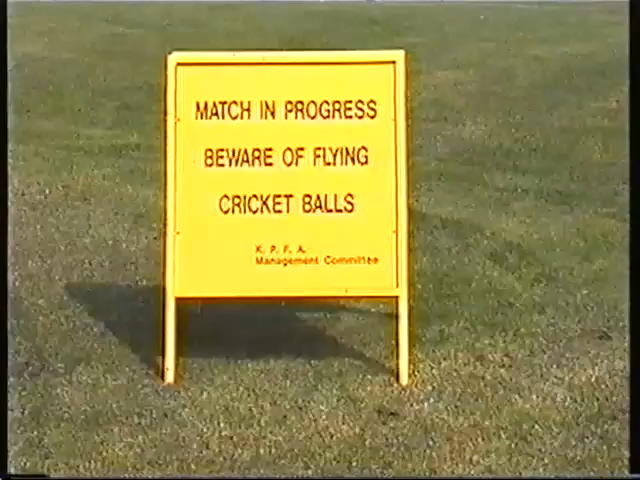 MATCH IN PROGRESS
BEWARE OF FLYING
CRICKET BALLS
K. P. F. A.
Management Committee